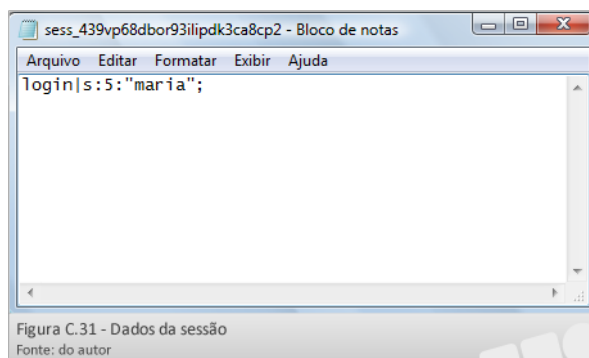 sess_439vp68dbor93ilipdk3ca8cp2 - Bloco de notas
Arquivo Editar Formatar Exibir Ajuda
login|s:5:"maria";
Figura C.31 - Dados da sessão
Fonte: do autor